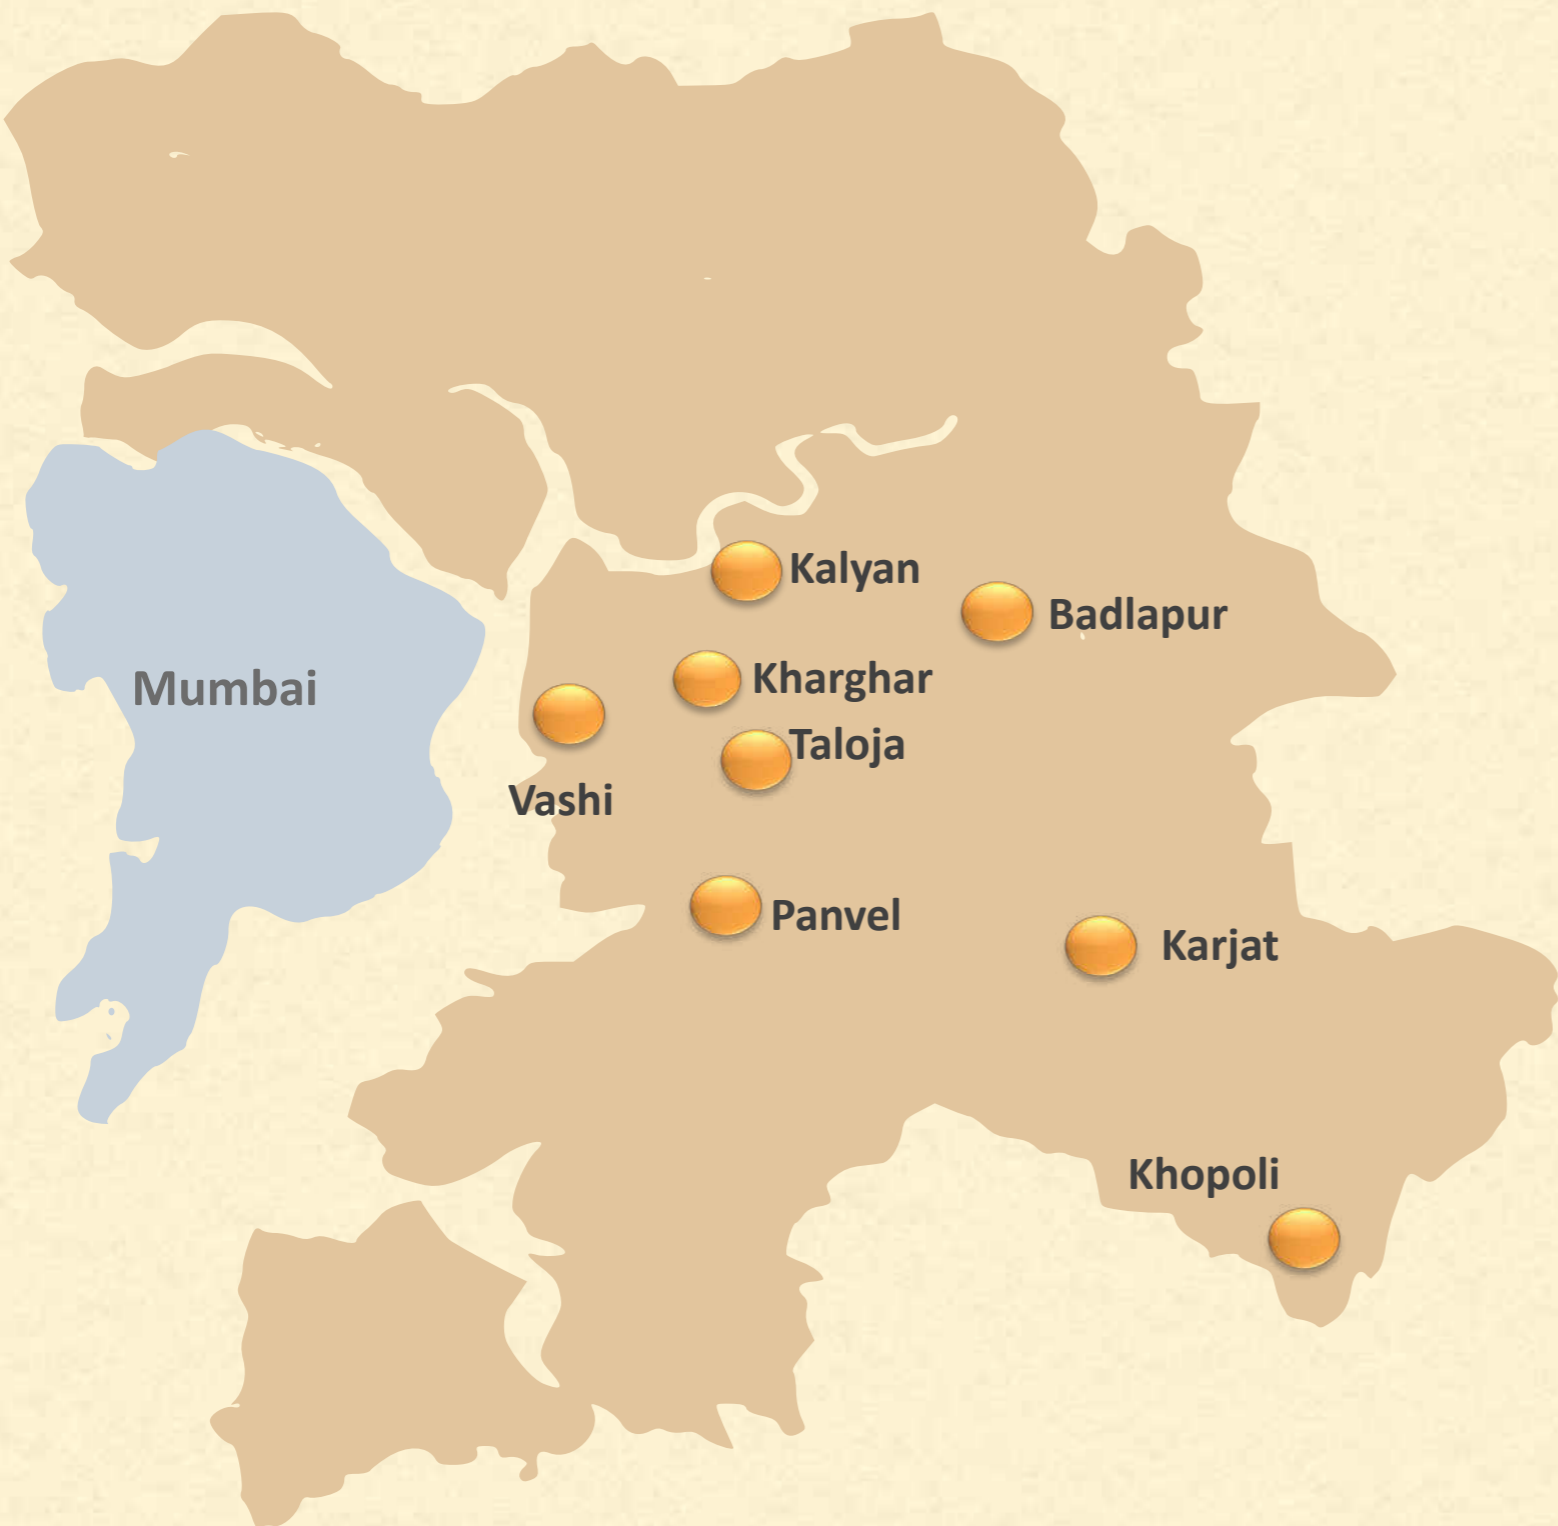 Kalyan
Badlapur
Kharghar
Mumbai
Taloja
Vashi
Panvel
Karjat
Khopoli